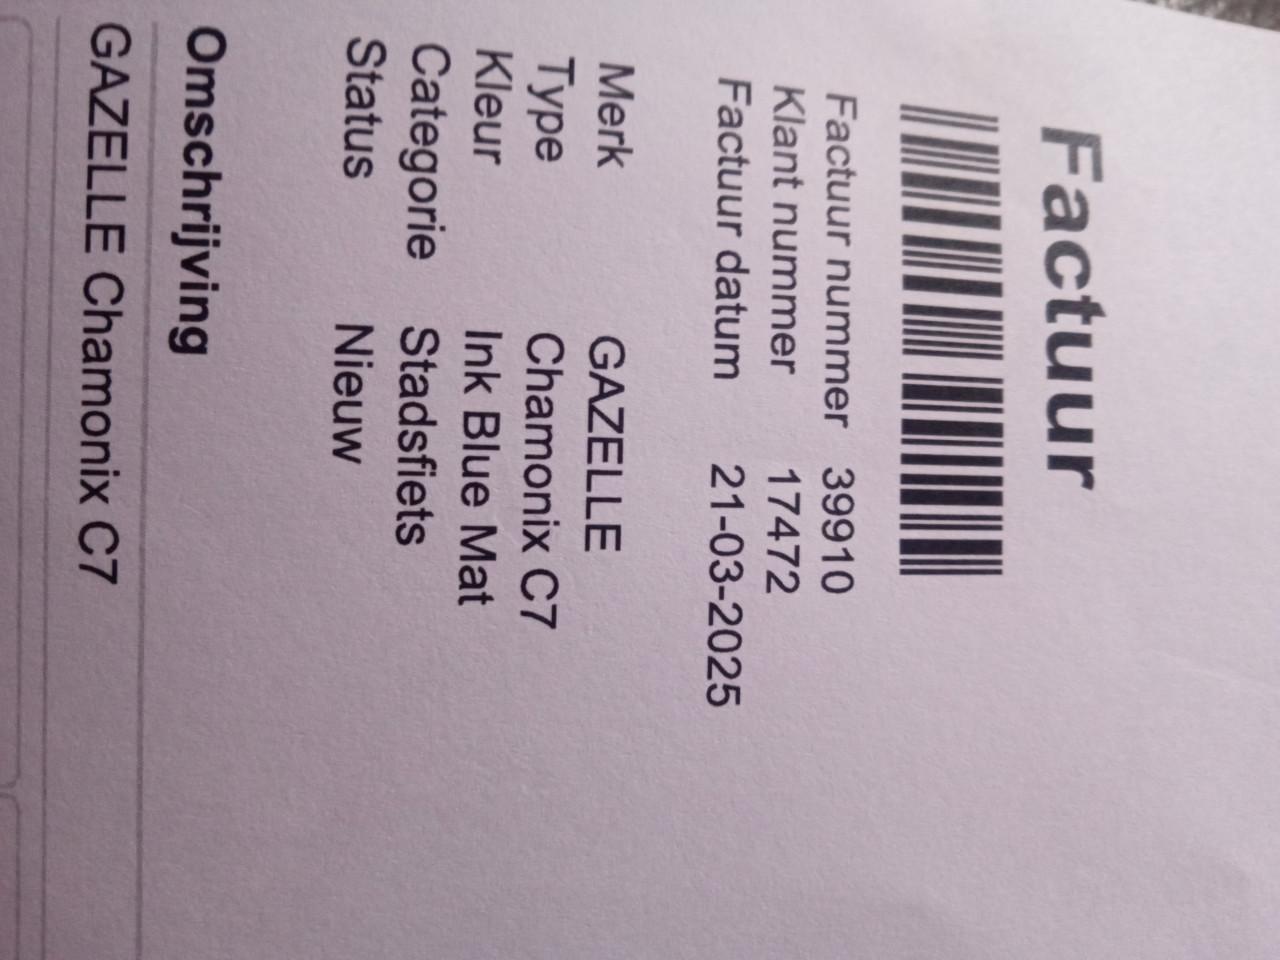 Factuur
Factuur nummer 39910
Klant nummer 17472
Factuur datum 21-03-2025
Merk GAZELLE
Type Chamonix C7
Kleur Ink Blue Mat
Categorie Stadsfiets
Status Nieuw
Omschrijving
GAZELLE Chamonix C7